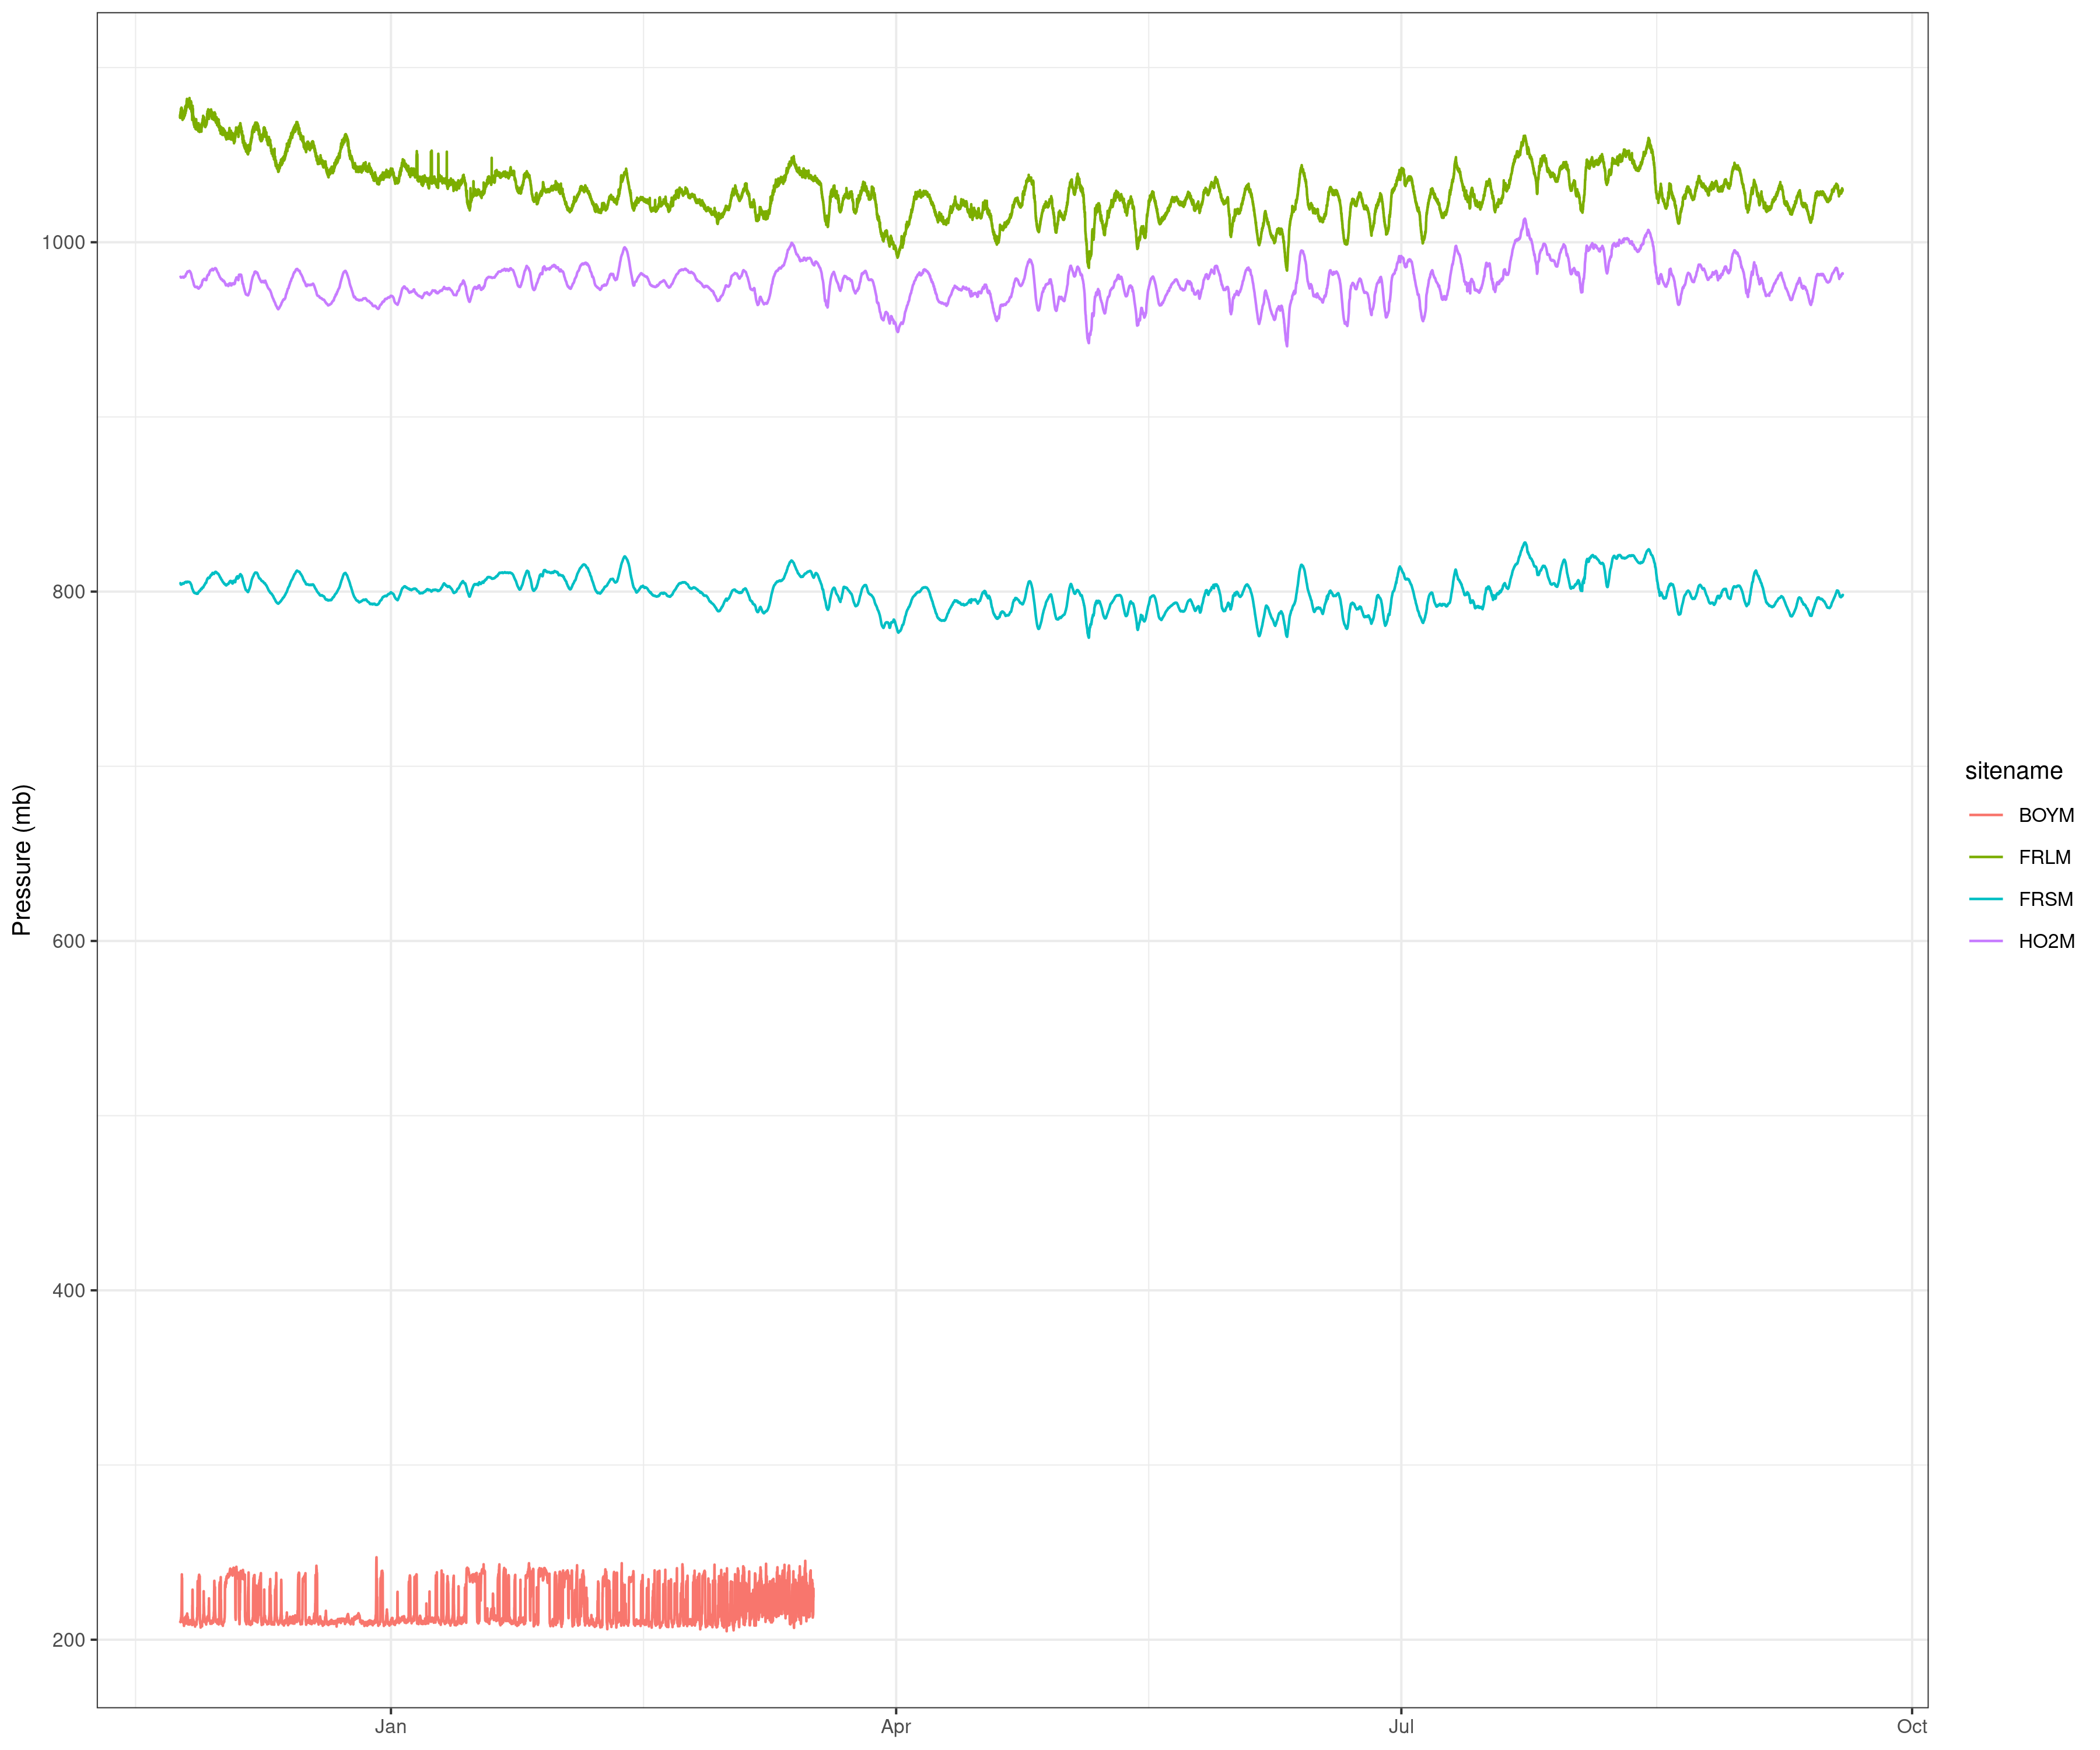 Pressure (mb)
1000
800
600
400
200
Jan
Apr
Jul
Oct
sitename
BOYM
FRLM
FRSM
HO2M